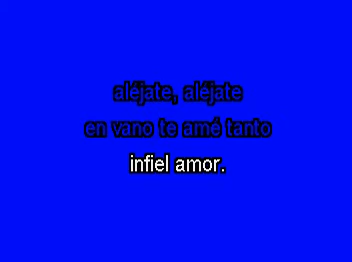 aléjate, aléjate
en vano te amé tanto
infiel amor.